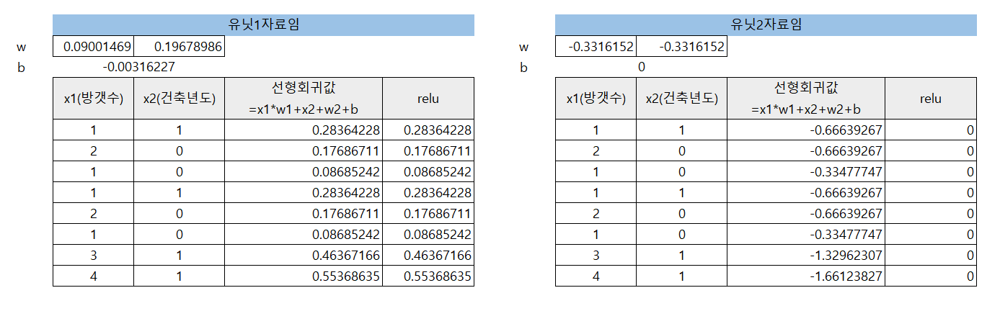 유닛1자료임
w 0.09001469 0.19678986
b -0.00316227
x1(방갯수) x2(건축년도) 선형회귀값 relu
=x1*w1+x2+w2+b
1 1 0.28364228 0.28364228
2 0 0.17686711 0.17686711
1 0 0.08685242 0.08685242
1 1 0.28364228 0.28364228
2 0 0.17686711 0.17686711
1 0 0.08685242 0.08685242
3 1 0.46367166 0.46367166
4 1 0.55368635 0.55368635
유닛2자료임
w -0.3316152 -0.3316152
b 0
x1(방갯수) x2(건축년도) 선형회귀값 relu
=x1*w1+x2+w2+b
1 1 -0.66639267 0
2 0 -0.66639267 0
1 0 -0.33477747 0
1 1 -0.66639267 0
2 0 -0.66639267 0
1 0 -0.33477747 0
3 1 -1.32962307 0
4 1 -1.66123827 0